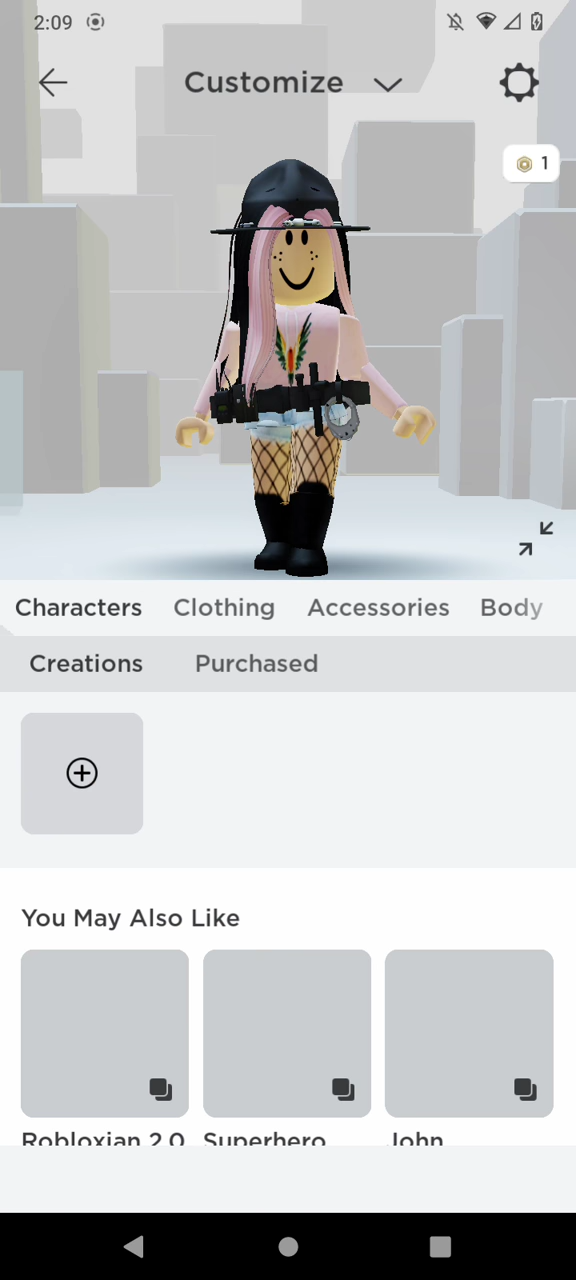 2:09
Customize
1
Characters Clothing Accessories Body
Creations Purchased
You May Also Like
Robloxian 2.0 Superhero John